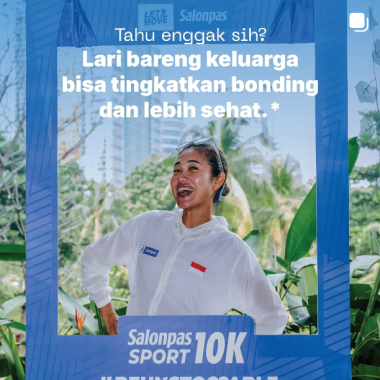 LET'S
MOVE
Salonpas
Tahu enggak sih?
Lari bareng keluarga
bisa tingkatkan bonding
dan lebih sehat.*
Salonpas
SPORT 10K